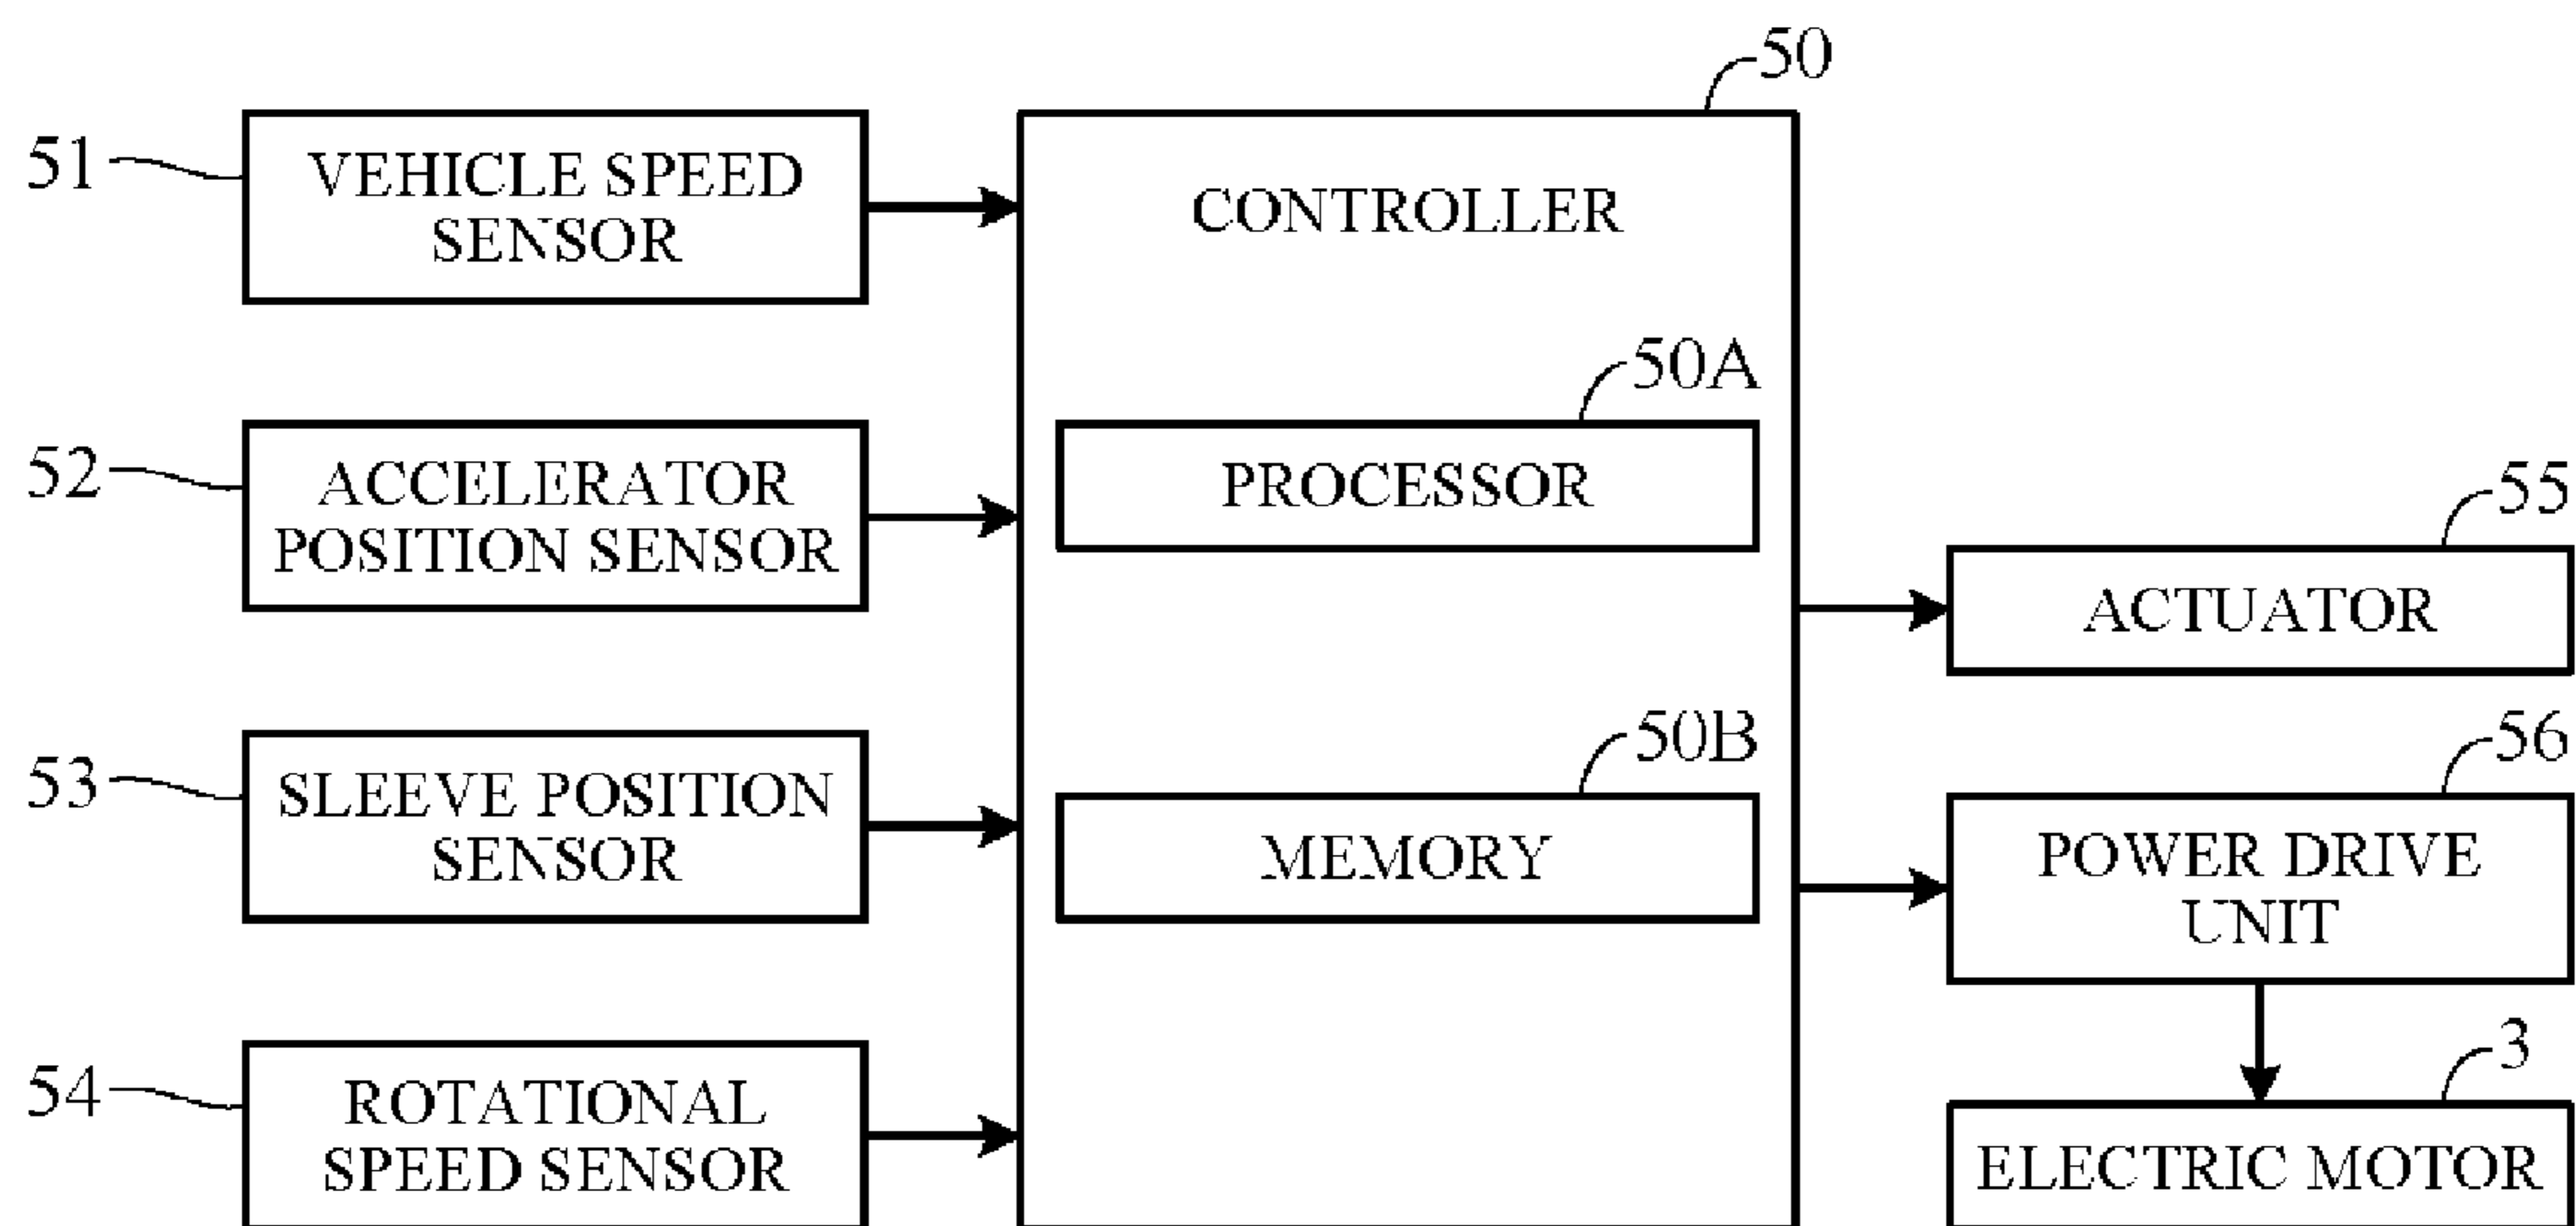 50
51
VEHICLE SPEED
SENSOR
CONTROLLER
50A
52
ACCELERATOR
POSITION SENSOR
PROCESSOR
55
ACTUATOR
50B
56
53
SLEEVE POSITION
SENSOR
MEMORY
POWER DRIVE
UNIT
3
54
ROTATIONAL
SPEED SENSOR
ELECTRIC MOTOR